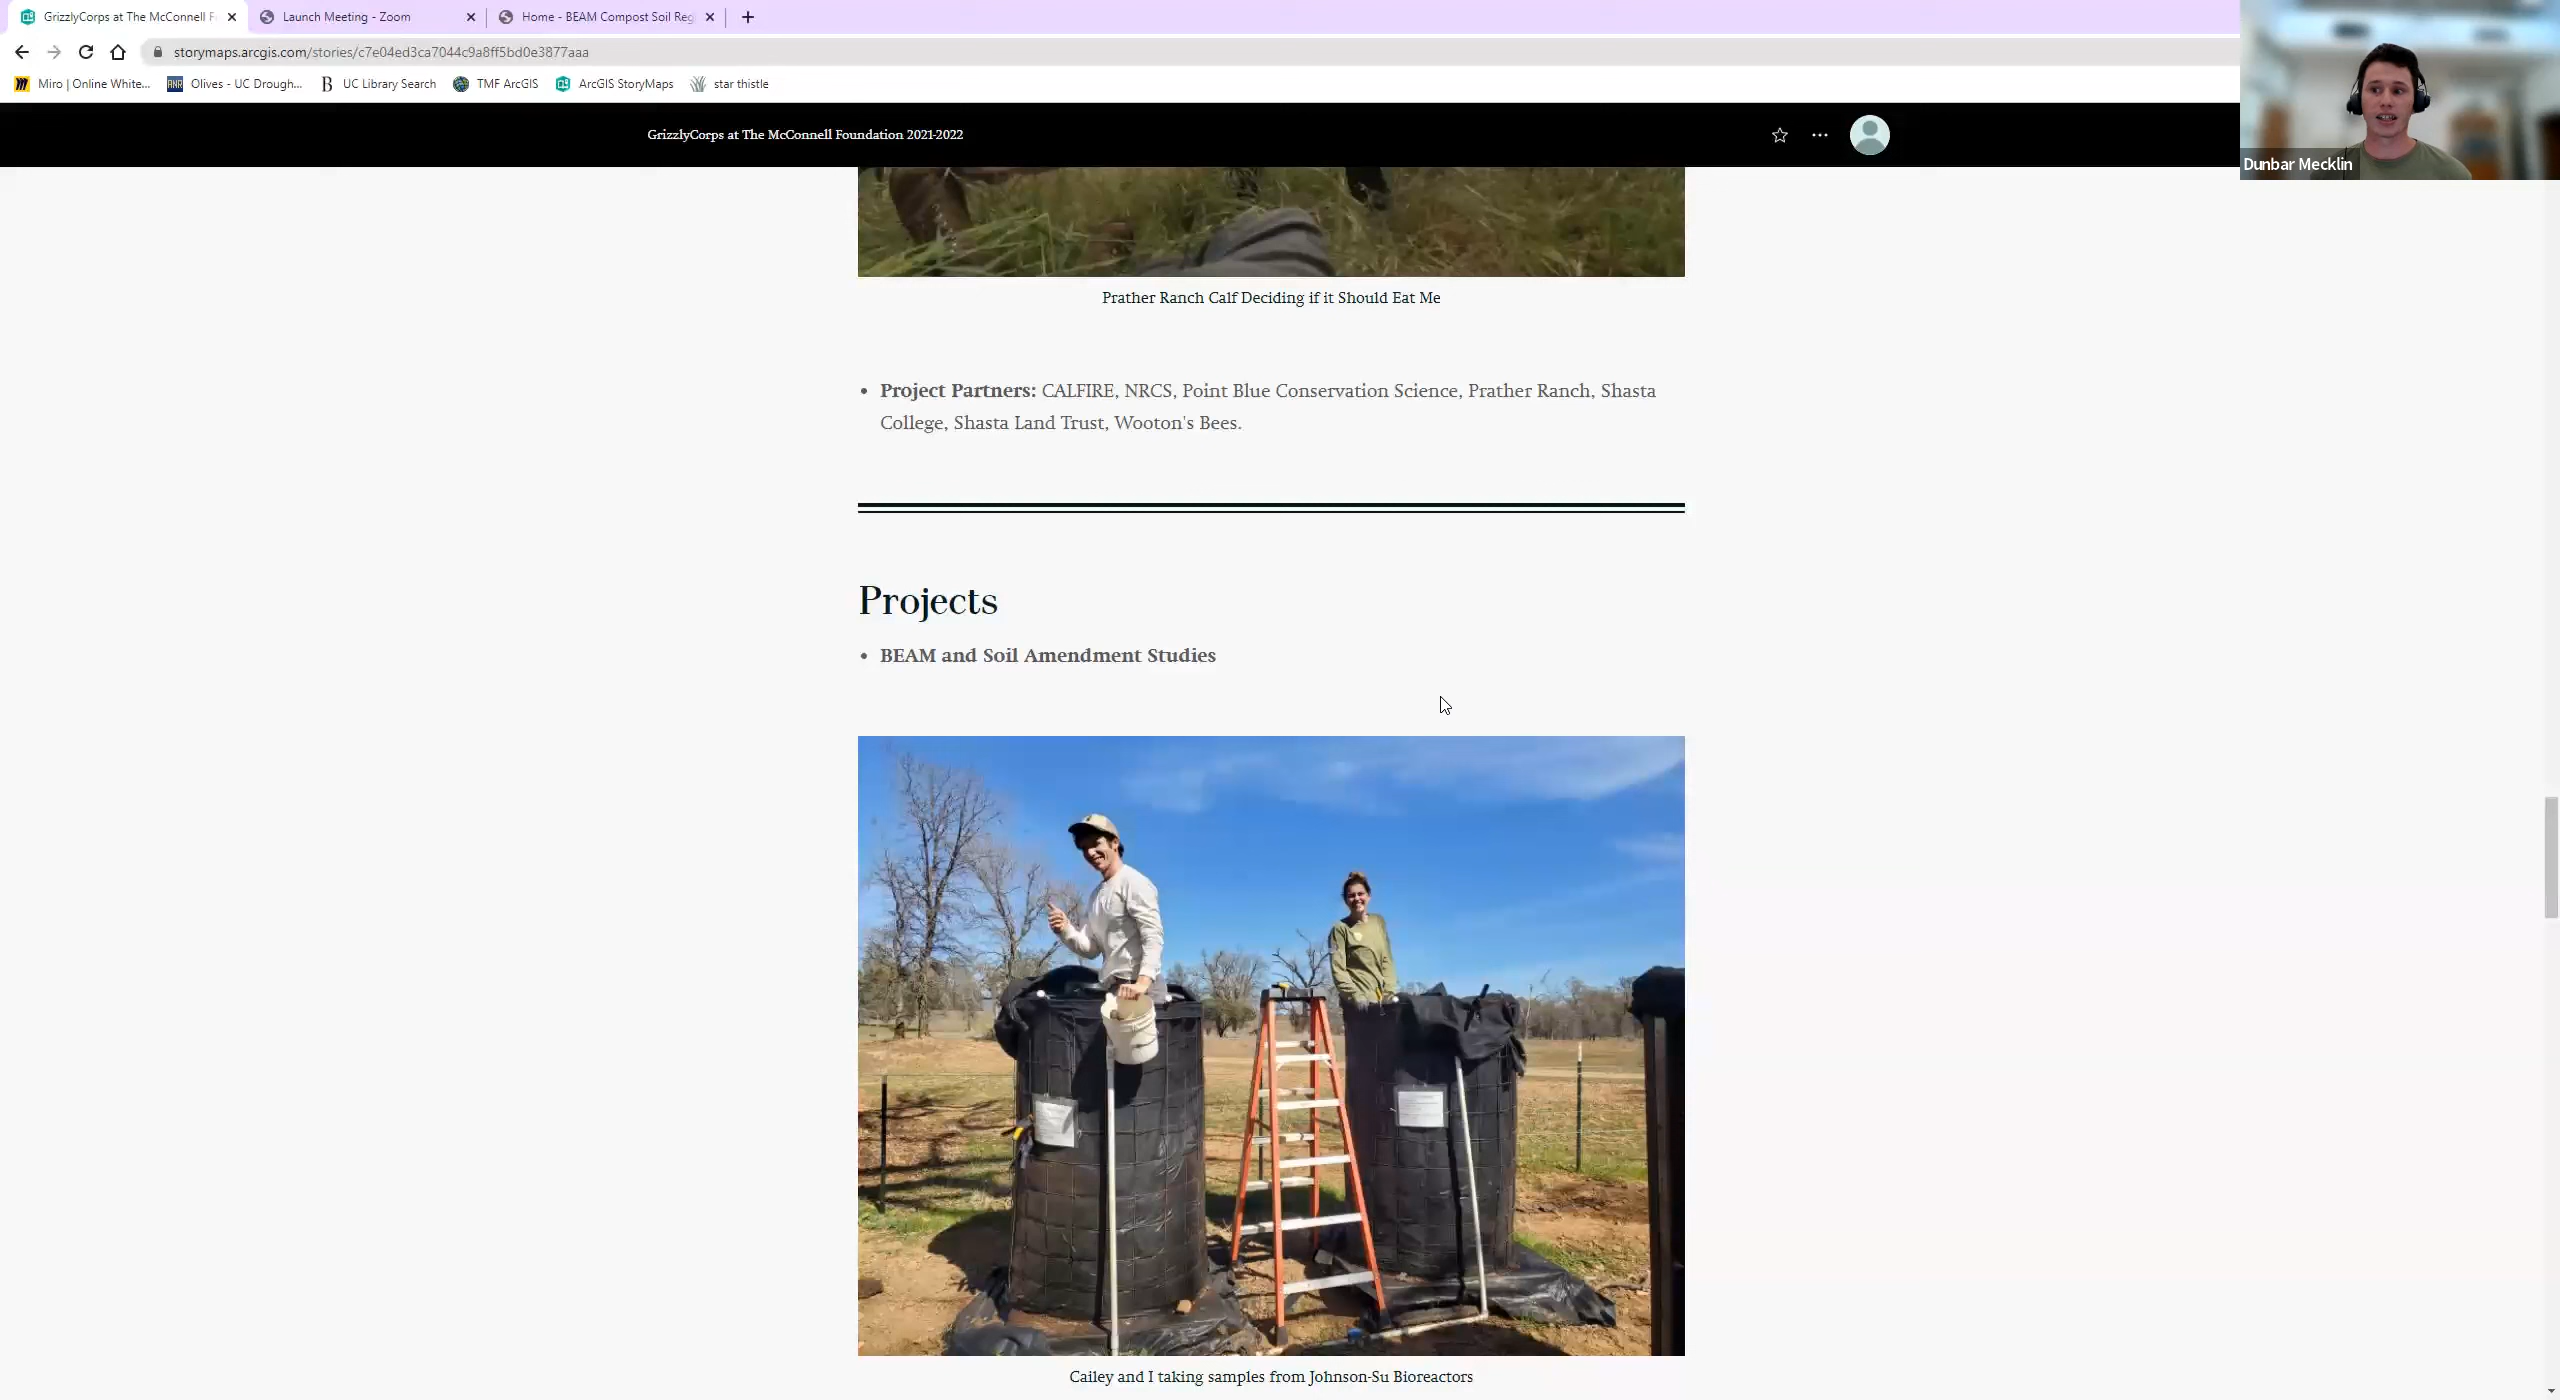 GrizzlyCorps at The McConnell F
Launch Meeting - Zoom
Home - BEAM Compost Soil Reg
storymaps.arcgis.com/stories/c7e04ed3ca7044c9a8ff5bd0e3877aaa
Miro | Online White...
Olives - UC Drough...
UC Library Search
TMF ArcGIS
ArcGIS StoryMaps
star thistle
GrizzlyCorps at The McConnell Foundation 2021-2022
Dunbar Mecklin
Prather Ranch Calf Deciding if it Should Eat Me
• Project Partners: CALFIRE, NRCS, Point Blue Conservation Science, Prather Ranch, Shasta
College, Shasta Land Trust, Wooton's Bees.
Projects
• BEAM and Soil Amendment Studies
Cailey and I taking samples from Johnson-Su Bioreactors